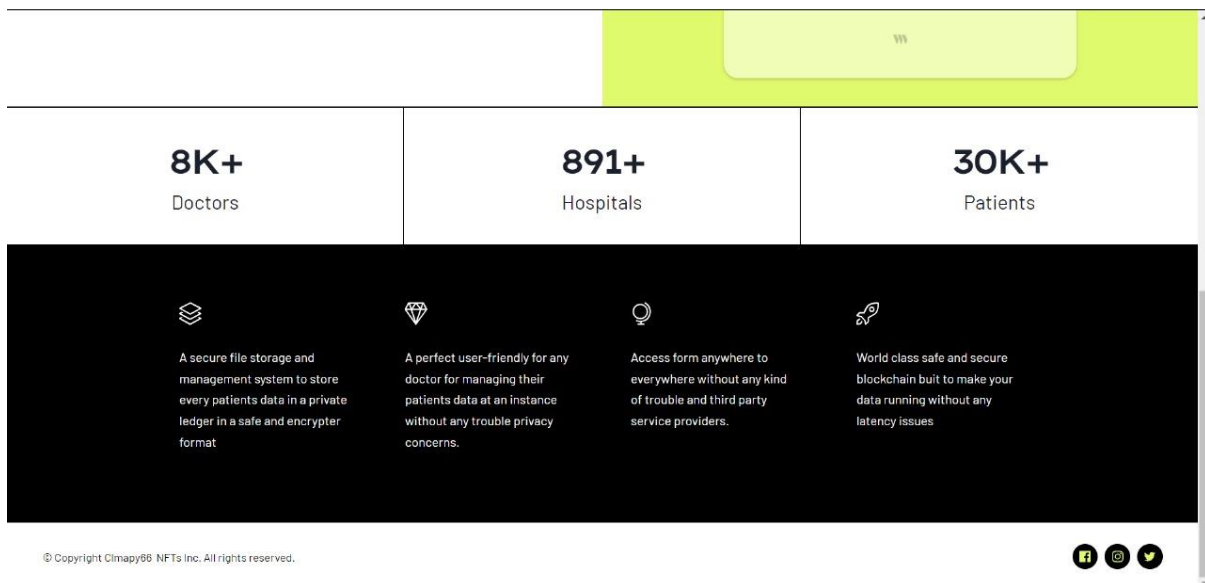 8K+
Doctors
891+
Hospitals
30K+
Patients
A secure file storage and
management system to store
every patients data in a private
ledger in a safe and encrypter
format
A perfect user-friendly for any
doctor for managing their
patients data at an instance
without any trouble privacy
concerns.
Access form anywhere to
everywhere without any kind
of trouble and third party
service providers.
World class safe and secure
blockchain buit to make your
data running without any
latency issues
© Copyright Clmapy66 NFTs Inc. All rights reserved.